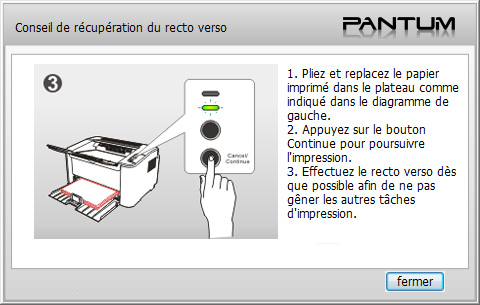 Conseil de récupération du recto verso
PANTUM
3
Cancel/
Continue
1. Pliez et replacez le papier
imprimé dans le plateau comme
indiqué dans le diagramme de
gauche.
2. Appuyez sur le bouton
Continue pour poursuivre
l'impression.
3. Effectuez le recto verso dès
que possible afin de ne pas
gêner les autres tâches
d'impression.
fermer